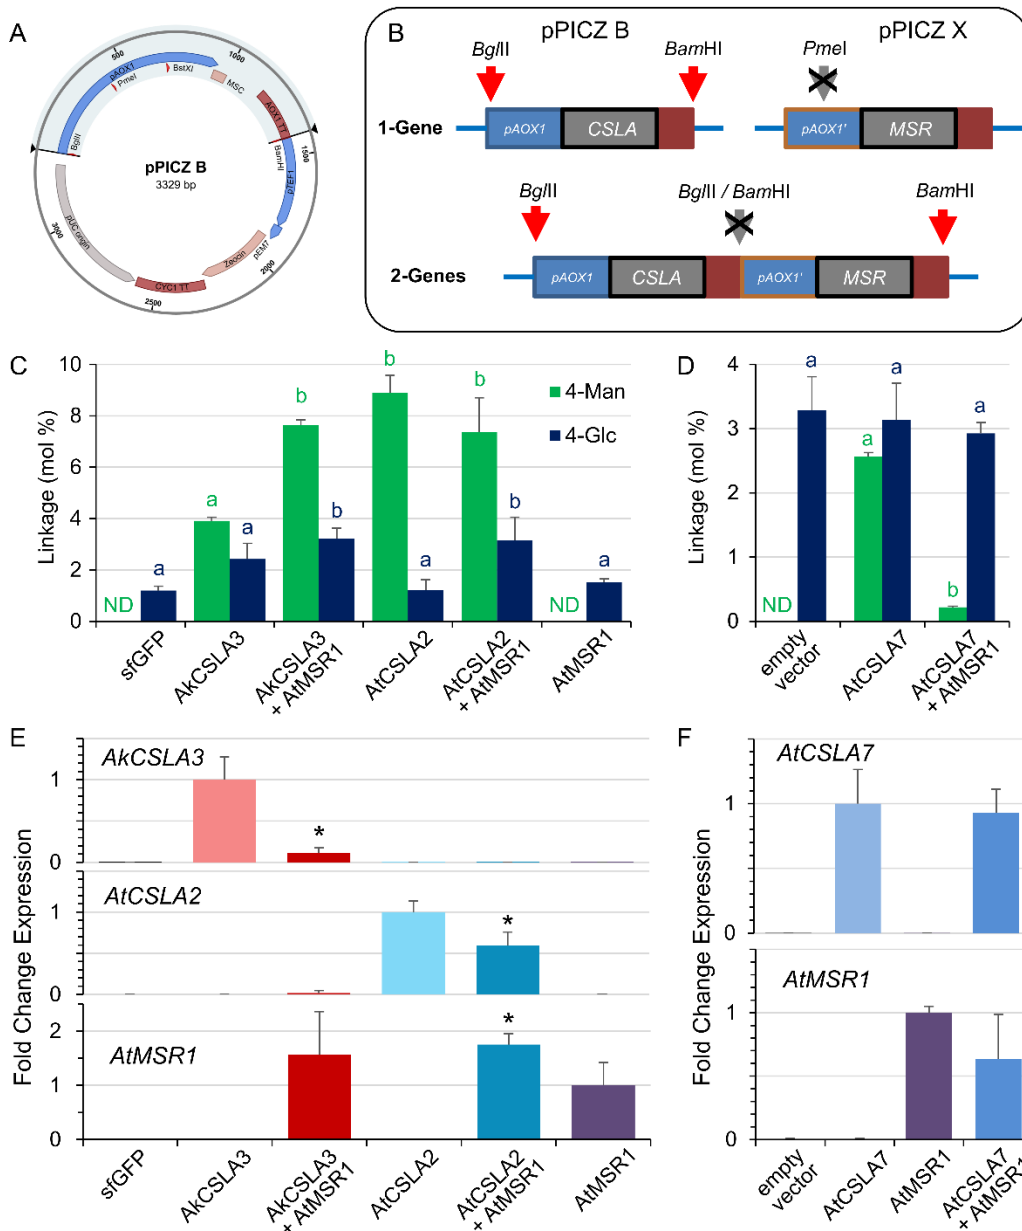 A
500
1000
1500
2000
2500
3000
pAOX1
PmeI
BstXI
MSC
AOX1 TT
BglII
BamHI
pTEF1
pEM7
Zeocin
CYC1 TT
pUC origin
pPICZ B
3329 bp
B
pPICZ B
pPICZ X
BglII
BamHI
PmeI
1-Gene
pAOX1
CSLA
pAOX1'
MSR
BglII
BglII / BamHI
BamHI
2-Genes
pAOX1
CSLA
pAOX1'
MSR
C
Linkage (mol %)
10
8
6
4
2
0
4-Man
4-Glc
ND
a
a
a
b
b
b
a
b
b
ND
a
sfGFP
AkCSLA3
AkCSLA3
+ AtMSR1
AtCSLA2
AtCSLA2
+ AtMSR1
AtMSR1
D
Linkage (mol %)
4
3
2
1
0
ND
a
a
a
b
a
empty
vector
AtCSLA7
AtCSLA7
+ AtMSR1
E
Fold Change Expression
AkCSLA3
1
0
*
AtCSLA2
1
0
*
AtMSR1
2
1
0
*
sfGFP
AkCSLA3
AkCSLA3
+ AtMSR1
AtCSLA2
AtCSLA2
+ AtMSR1
AtMSR1
F
Fold Change Expression
AtCSLA7
1
0
AtMSR1
1
0
empty
vector
AtCSLA7
AtMSR1
AtCSLA7
+ AtMSR1